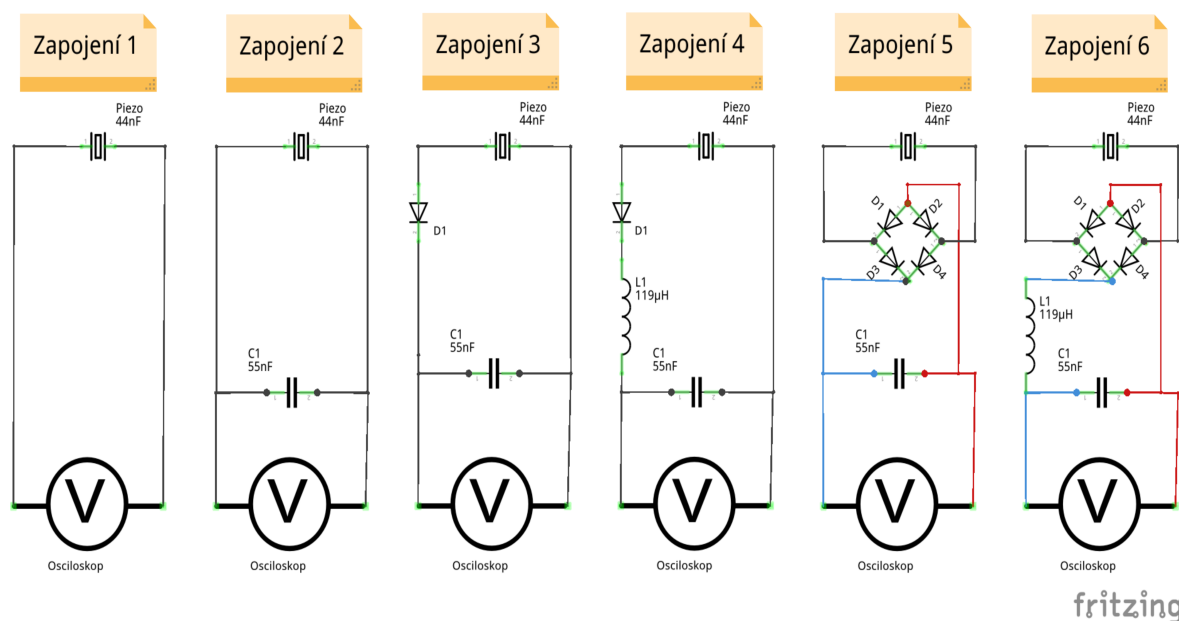 Zapojení 1
Zapojení 2
Zapojení 3
Zapojení 4
Zapojení 5
Zapojení 6
Piezo
44nF
Piezo
44nF
Piezo
44nF
Piezo
44nF
Piezo
44nF
Piezo
44nF
D1
D1
D1
D2
D3
D4
D1
D2
D3
D4
L1
119µH
L1
119µH
C1
55nF
C1
55nF
C1
55nF
C1
55nF
C1
55nF
V
V
V
V
V
V
Osciloskop
Osciloskop
Osciloskop
Osciloskop
Osciloskop
Osciloskop
fritzing